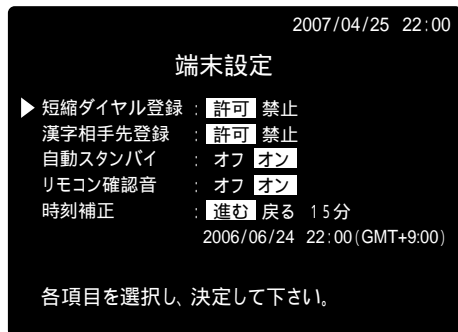 2007/04/25 22:00
端末設定
短縮ダイヤル登録 : 許可 禁止
漢字相手先登録 : 許可 禁止
自動スタンバイ : オフ オン
リモコン確認音 : オフ オン
時刻補正 : 進む 戻る 15分
2006/06/24 22:00(GMT+9:00)
各項目を選択し、決定して下さい。